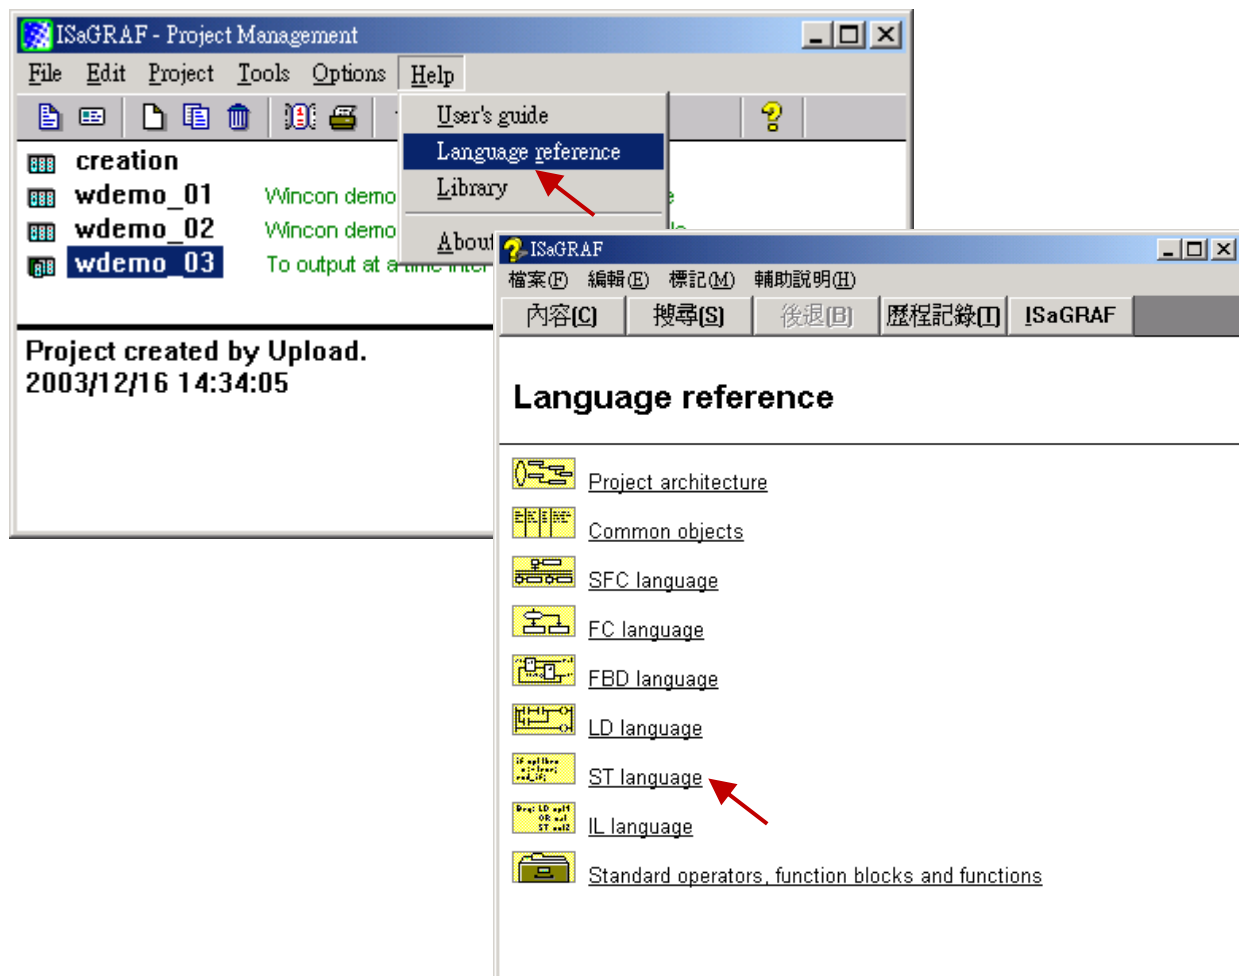 ISaGRAF - Project Management
File Edit Project Tools Options Help
User's guide
Language reference
Library
About
creation
wdemo_01 Wincon demo
wdemo_02 Wincon demo
wdemo_03 To output at a time inter
Project created by Upload.
2003/12/16 14:34:05
ISaGRAF
檔案(F) 編輯(E) 標記(M) 輔助說明(H)
內容(C) 搜尋(S) 後退(B) 歷程記錄(T) ISaGRAF
Language reference
Project architecture
Common objects
SFC language
FC language
FBD language
LD language
ST language
IL language
Standard operators, function blocks and functions